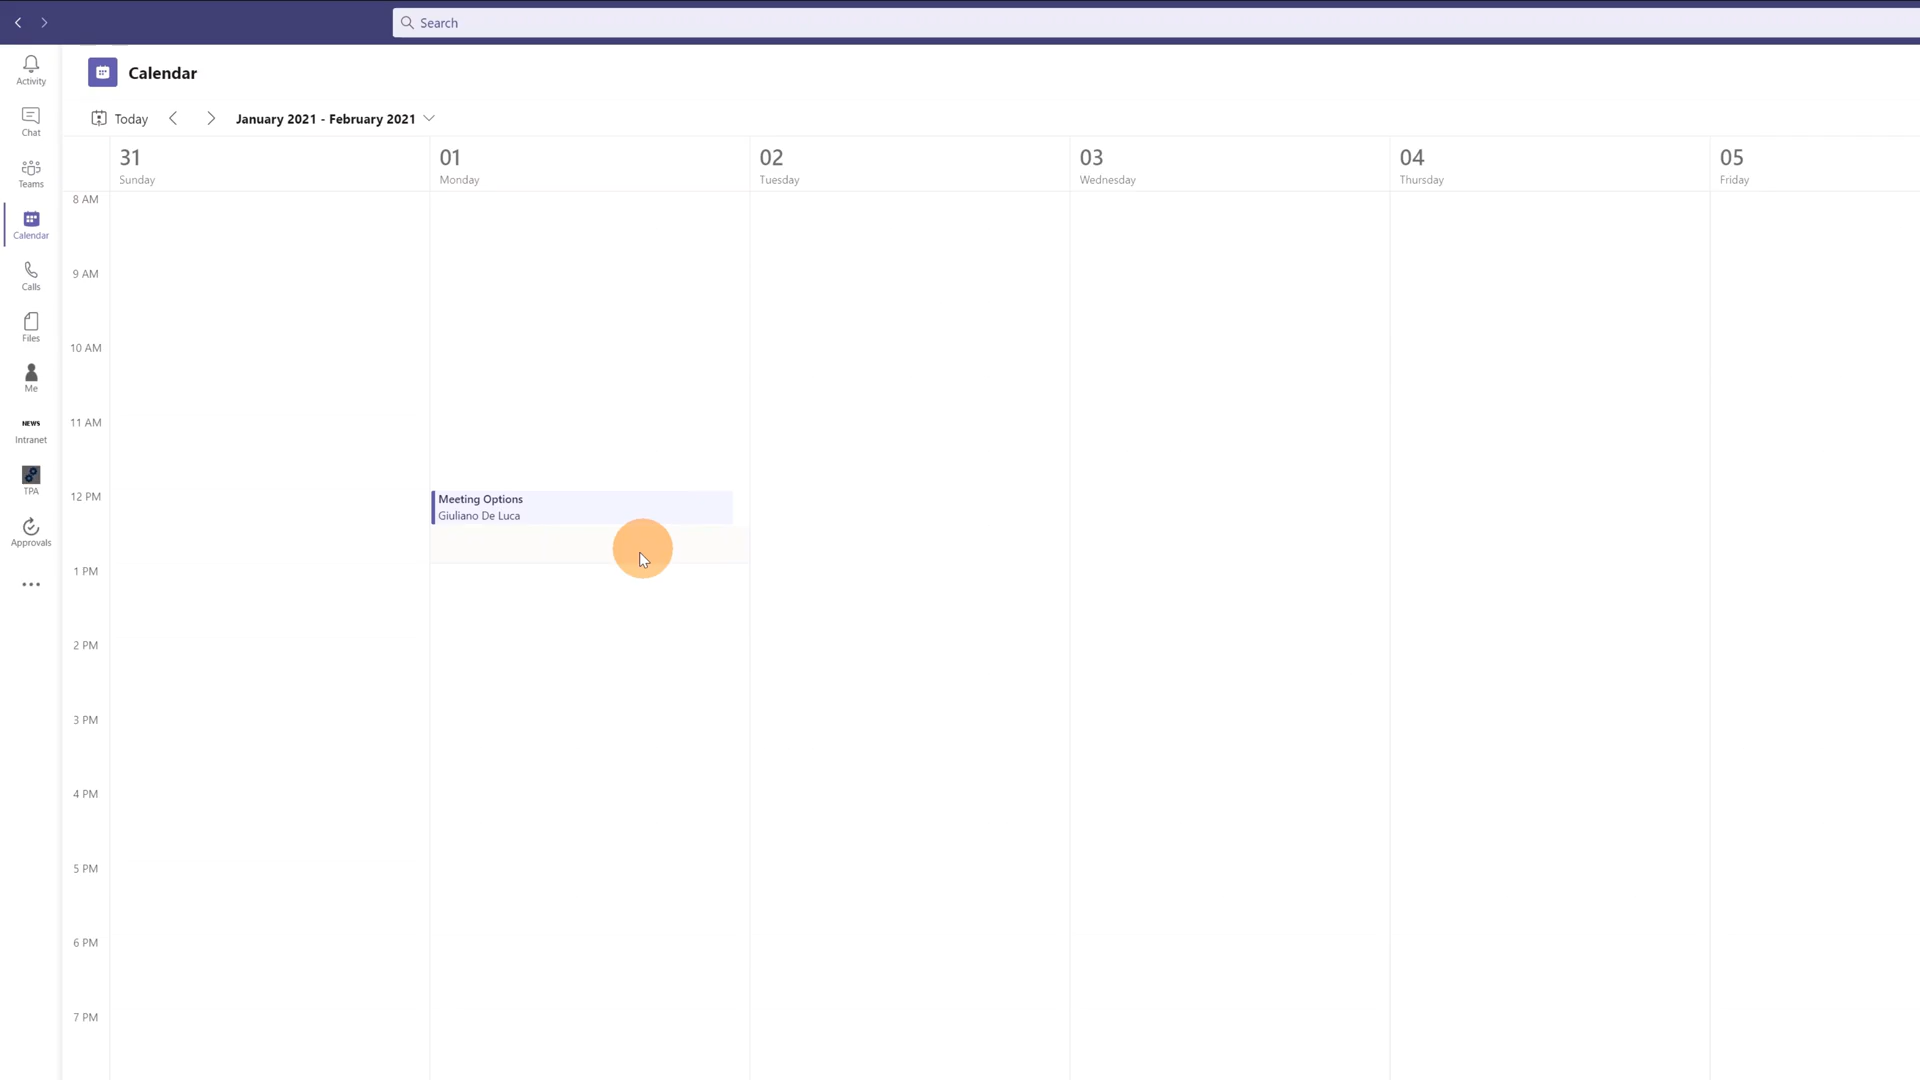 Search
Activity
Chat
Teams
Calendar
Calls
Files
Me
NEWS
Intranet
TPA
Approvals
Calendar
Today
January 2021 - February 2021
31
Sunday
01
Monday
02
Tuesday
03
Wednesday
04
Thursday
05
Friday
8 AM
9 AM
10 AM
11 AM
12 PM
1 PM
2 PM
3 PM
4 PM
5 PM
6 PM
7 PM
Meeting Options
Giuliano De Luca